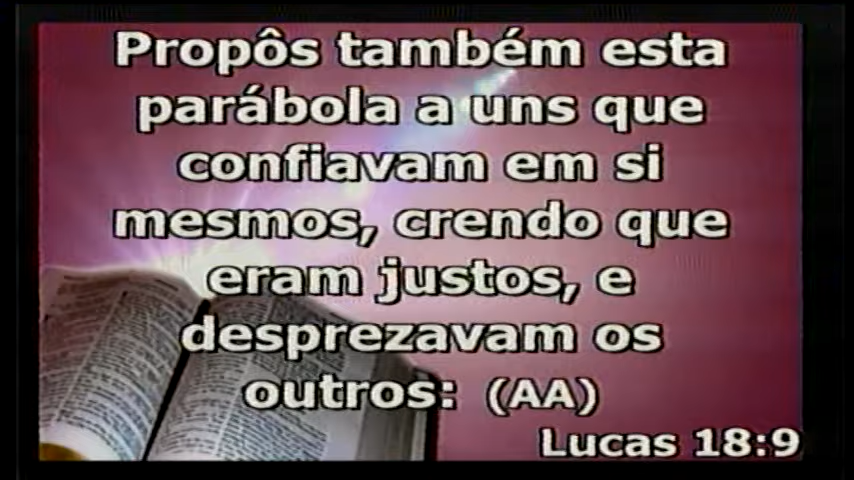 Propôs também esta
parábola a uns que
confiavam em si
mesmos, crendo que
eram justos, e
desprezavam os
outros: (AA)
Lucas 18:9